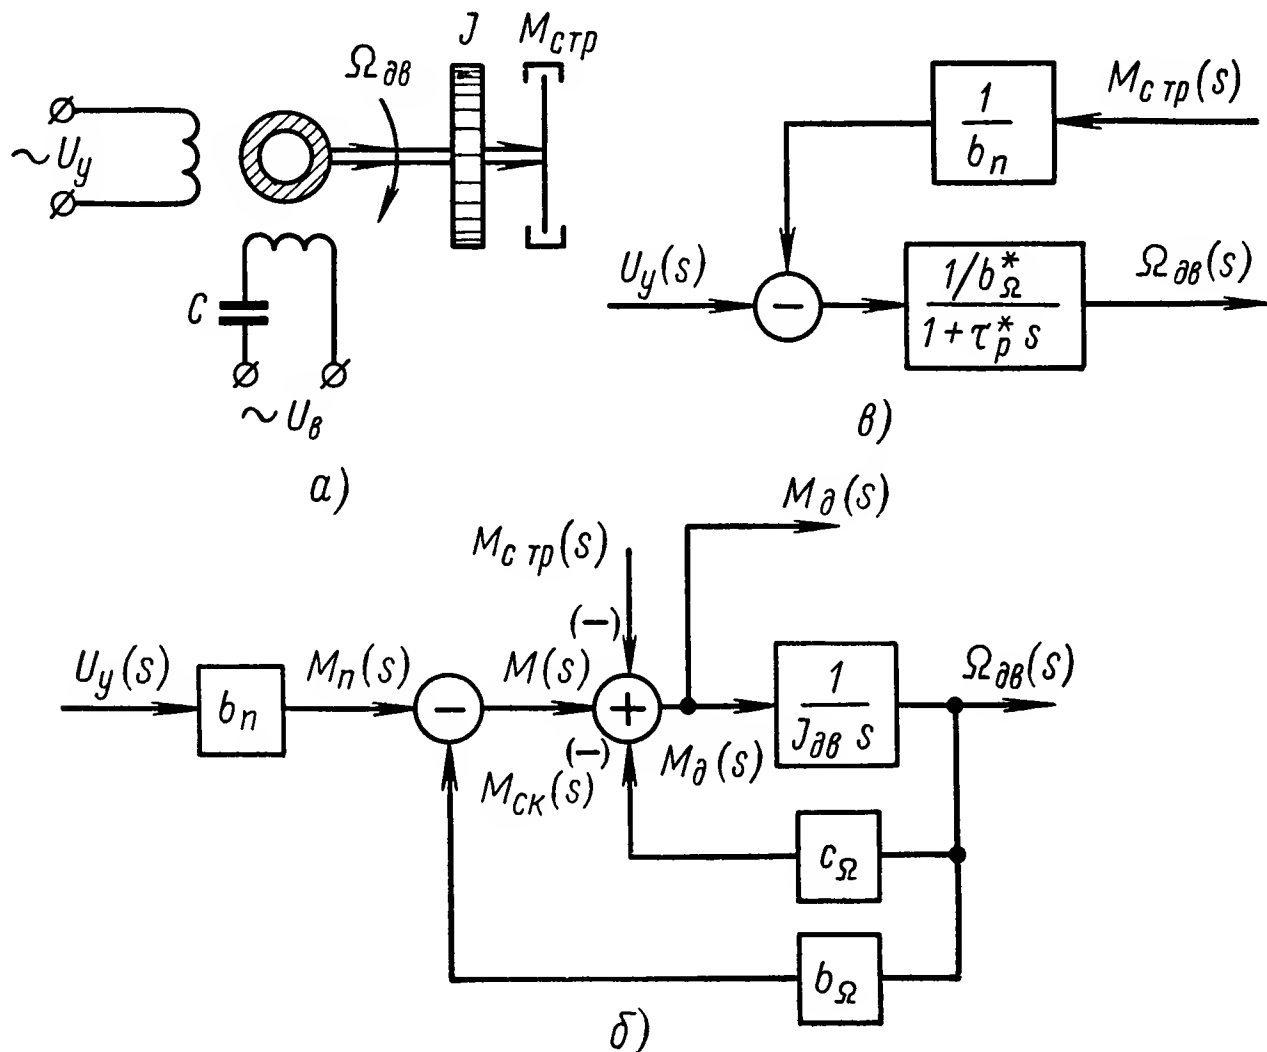 J
M_стр
Ω_дв
~U_у
C
~U_в
а)
M_с тр(s)
1
b_п
U_у(s)
−
1/b*_Ω
1+τ*_р s
Ω_дв(s)
в)
M_д(s)
M_с тр(s)
(−)
U_у(s)
b_п
M_п(s)
−
M(s)
+
(−)
M_ск(s)
M_д(s)
1
J_дв s
Ω_дв(s)
c_Ω
b_Ω
б)